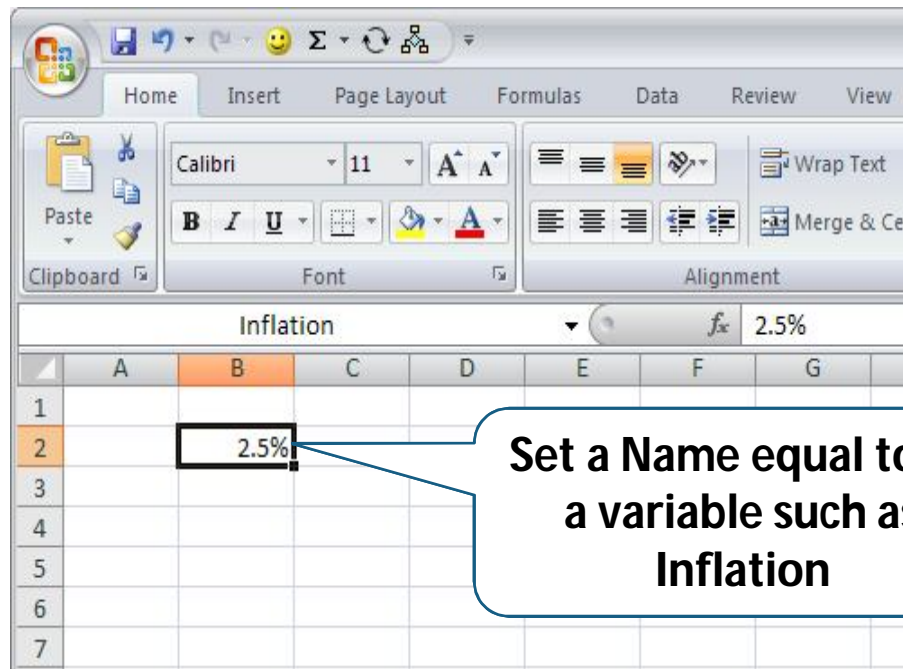 Home Insert Page Layout Formulas Data Review View
Calibri 11 A A Wrap Text
Paste B I U A Merge & Ce
Clipboard Font Alignment
Inflation fx 2.5%
A B C D E F G
1
2 2.5%
3
4
5
6
7
Set a Name equal to
a variable such as
Inflation